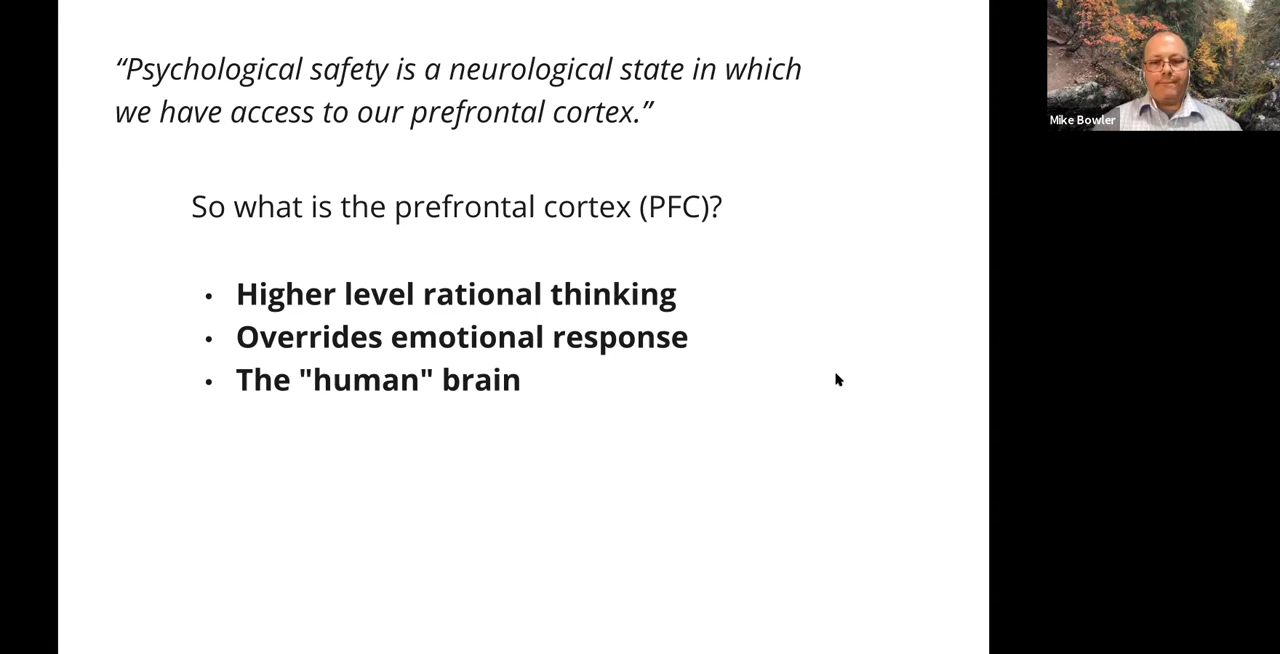 “Psychological safety is a neurological state in which
we have access to our prefrontal cortex.”
So what is the prefrontal cortex (PFC)?
• Higher level rational thinking
• Overrides emotional response
• The "human" brain
Mike Bowler